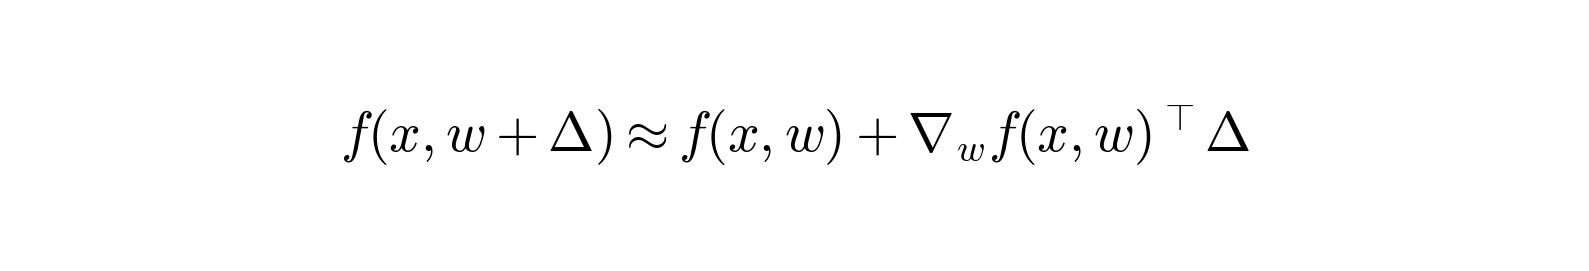 f(x, w + Δ) ≈ f(x, w) + ∇_w f(x, w)^⊤ Δ